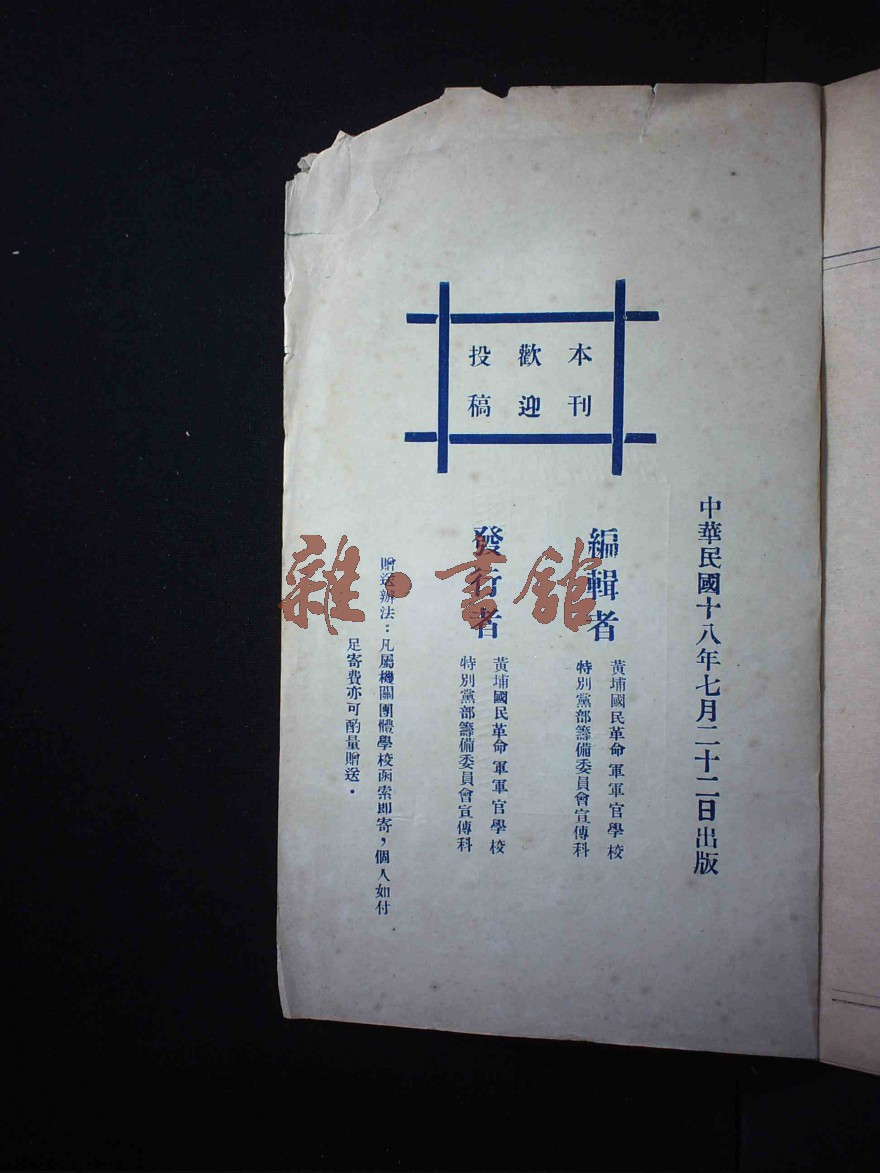 本刊
歡迎
投稿
中華民國十八年七月二十二日出版
編輯者
黃埔國民革命軍軍官學校
特別黨部籌備委員會宣傳科
發行者
黃埔國民革命軍軍官學校
特別黨部籌備委員會宣傳科
贈送辦法：凡屬機關團體學校函索即寄，個人如付
足寄費亦可酌量贈送．
雜·書館